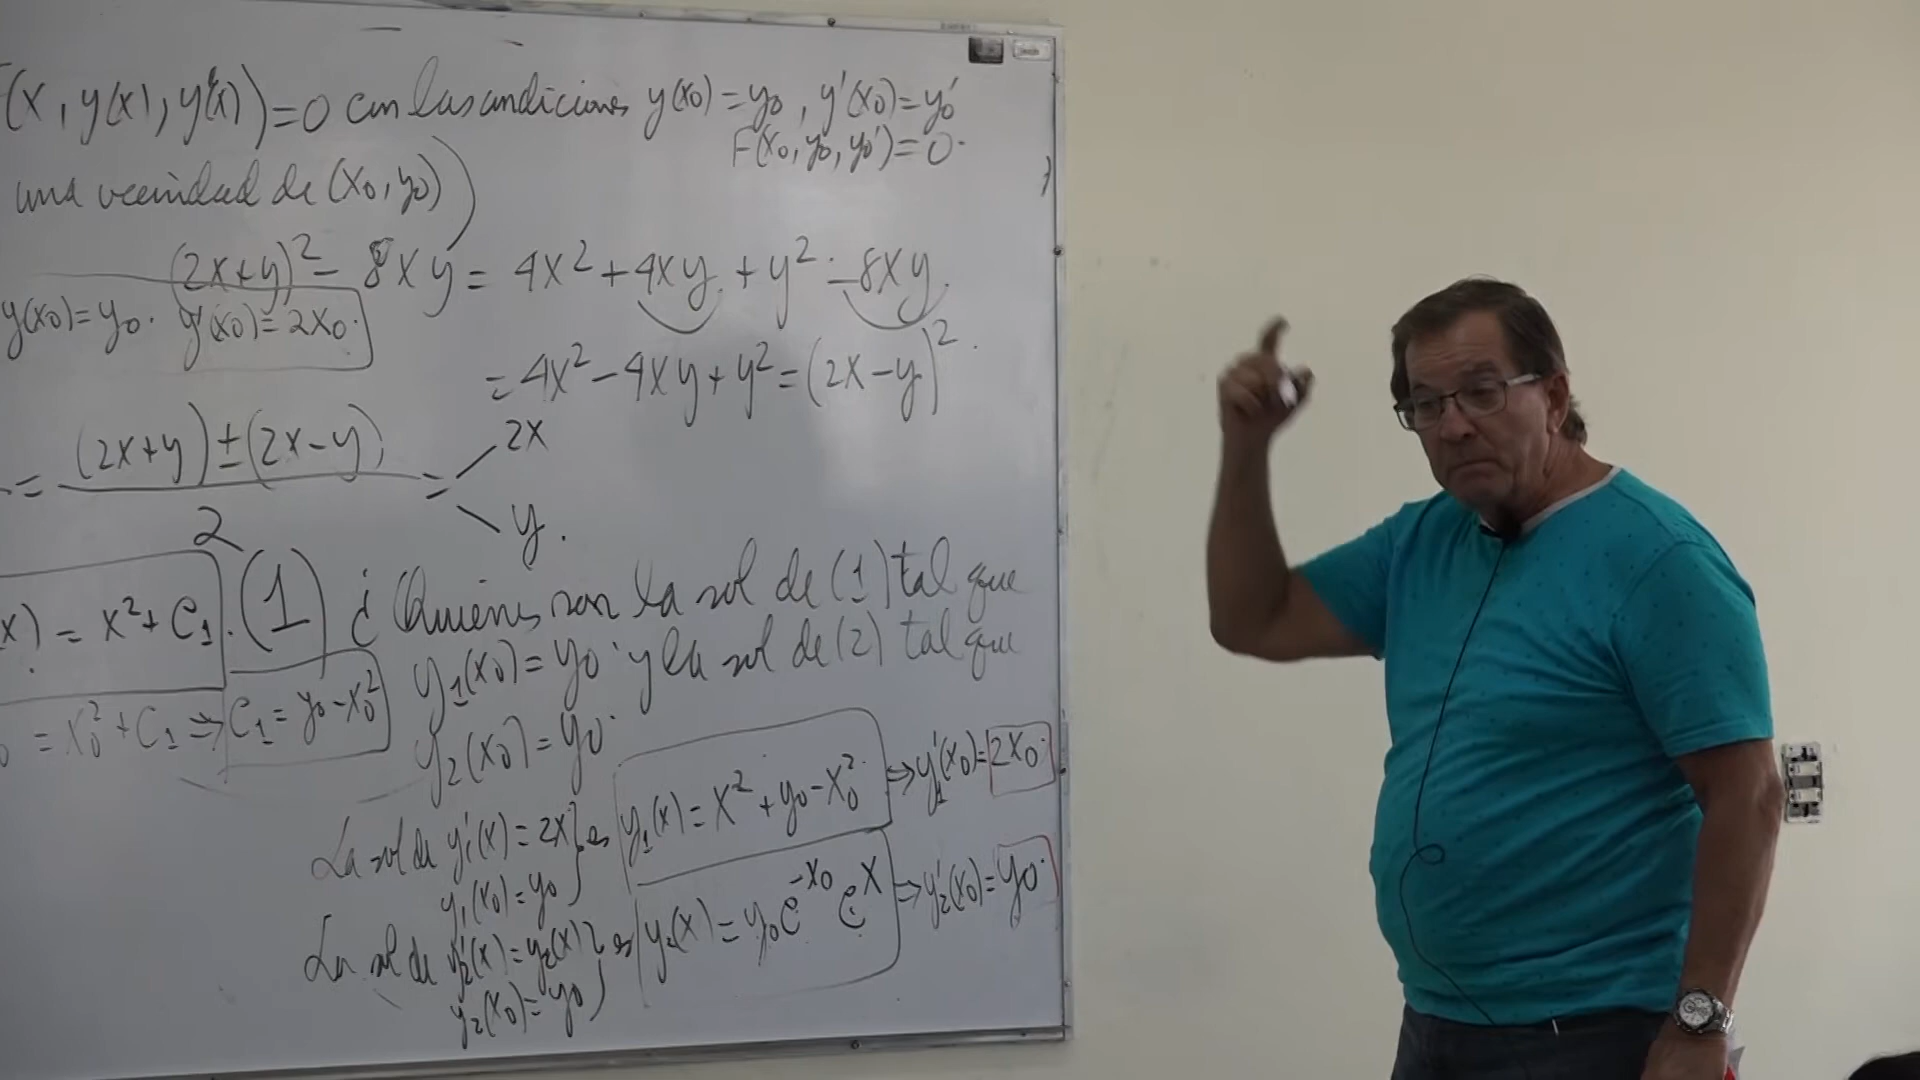 (x, y(x), y'(x))=0 con las condiciones y(x0)=y0, y'(x0)=y0'
F(x0, y0, y0')=0.
una vecindad de (x0, y0))
(2x+y)² - 8xy = 4x²+4xy+y²-8xy.
y(x0)=y0. y'(x0)=2x0.
=4x²-4xy+y²=(2x-y)².
= (2x+y)±(2x-y) = 2x
2 y.
x) = x²+C1. (1) ¿Quiénes son la sol de (1) tal que
y1(x0)=y0 y la sol de (2) tal que
= x0²+C1 ⇒ C1=y0-x0²
y2(x0)=y0.
La sol de y1'(x)=2x} es y1(x)=x²+y0-x0² ⇒ y1'(x0)=2x0.
y1(x0)=y0
La sol de y2'(x)=y2(x)} es y2(x)=y0e^-x0 e^x ⇒ y2'(x0)=y0.
y2(x0)=y0